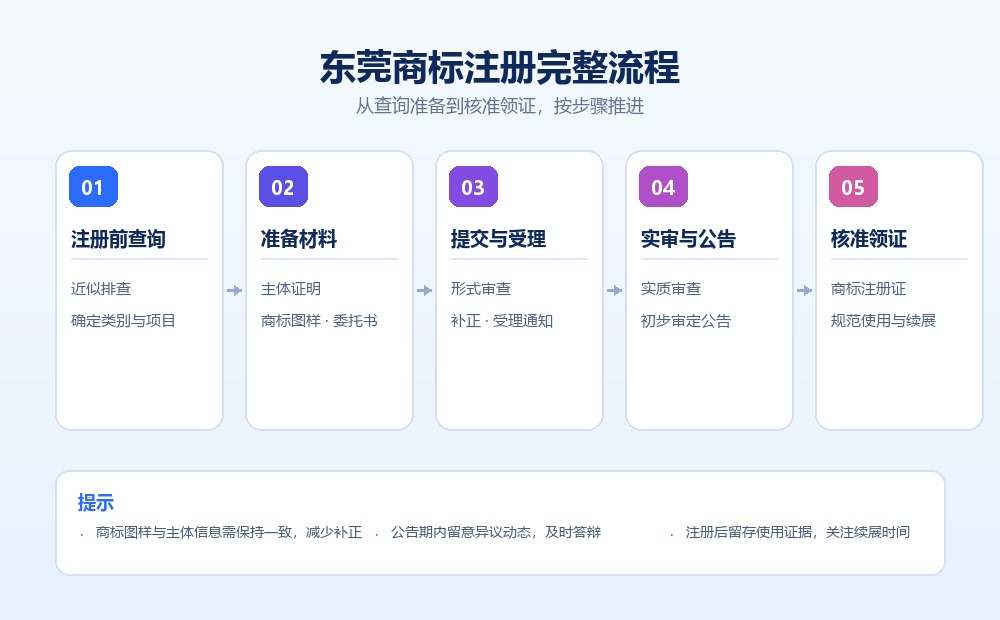 东莞商标注册完整流程
从查询准备到核准领证，按步骤推进
01
注册前查询
近似排查
确定类别与项目
02
准备材料
主体证明
商标图样 · 委托书
03
提交与受理
形式审查
补正 · 受理通知
04
实审与公告
实质审查
初步审定公告
05
核准领证
商标注册证
规范使用与续展
提示
· 商标图样与主体信息需保持一致，减少补正
· 公告期内留意异议动态，及时答辩
· 注册后留存使用证据，关注续展时间